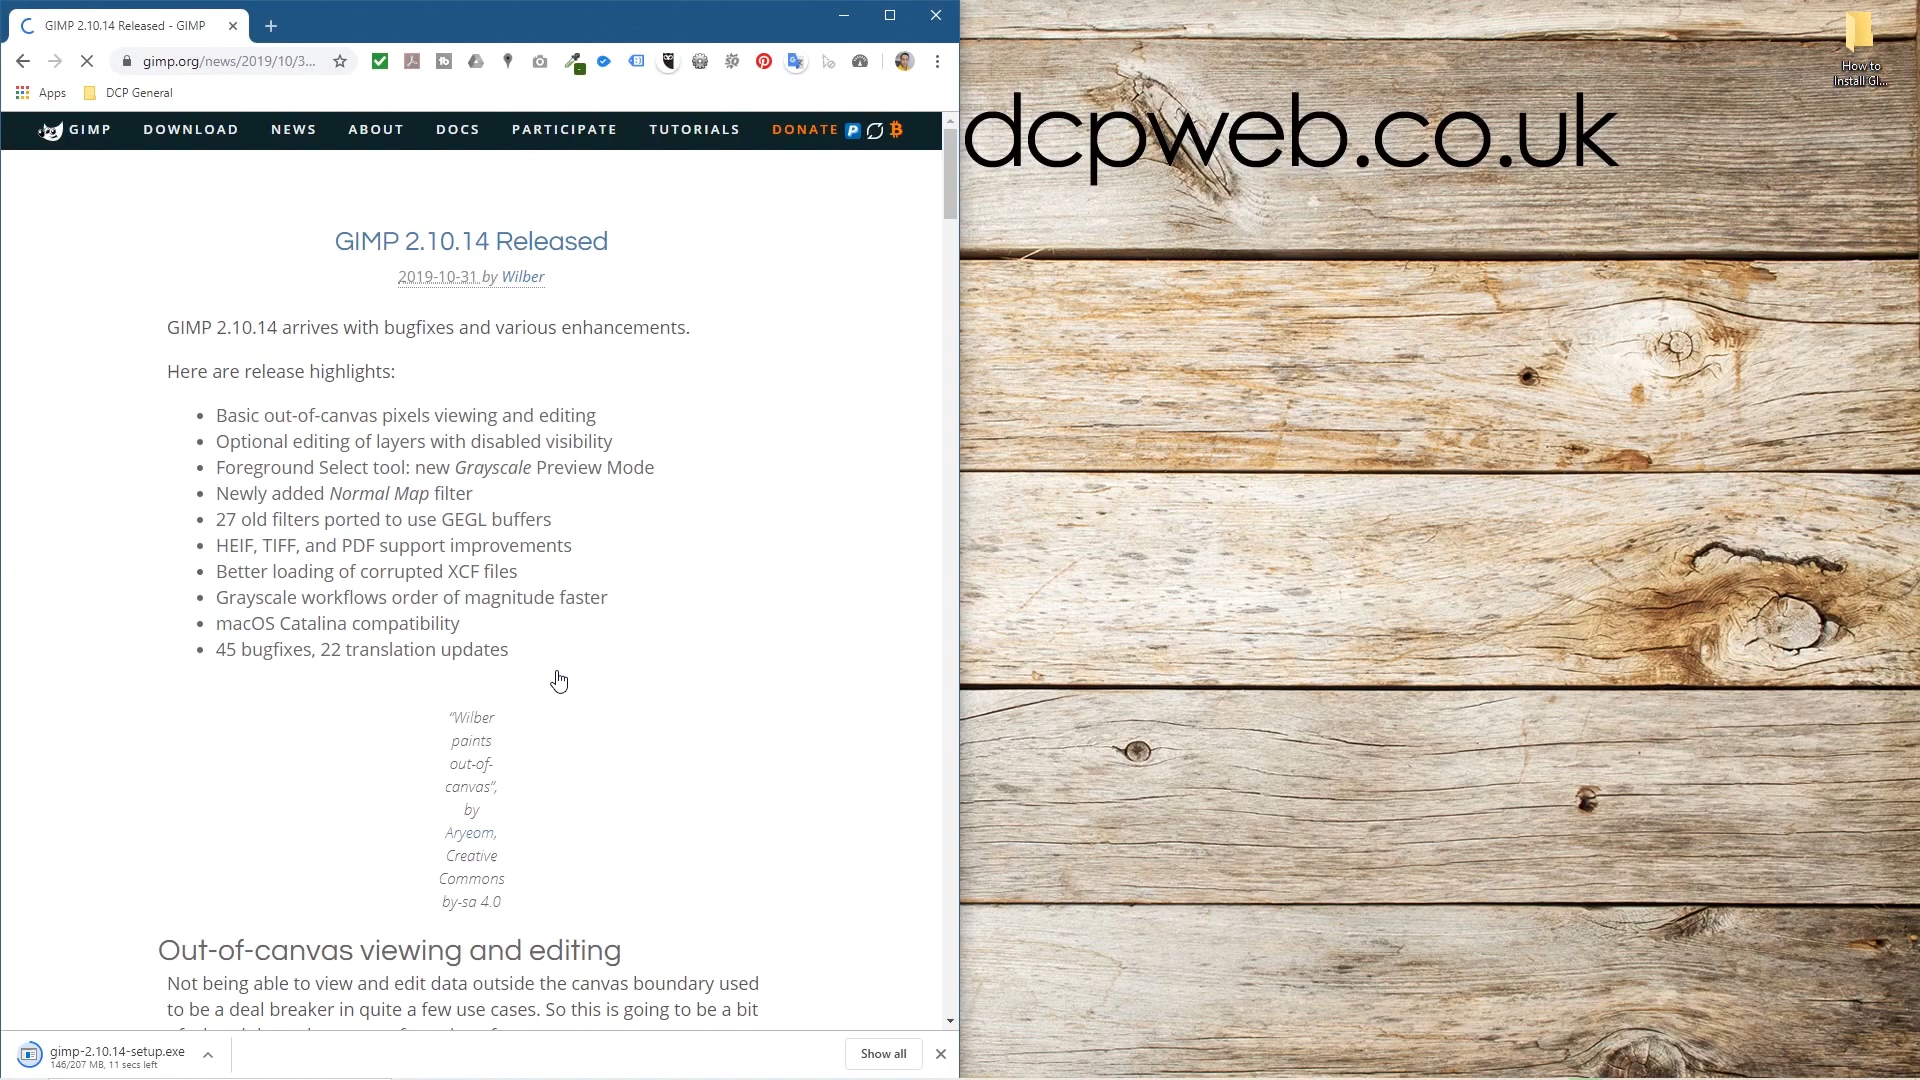 GIMP 2.10.14 Released - GIMP
gimp.org/news/2019/10/3...
Apps
DCP General
GIMP
DOWNLOAD
NEWS
ABOUT
DOCS
PARTICIPATE
TUTORIALS
DONATE
GIMP 2.10.14 Released
2019-10-31 by Wilber
GIMP 2.10.14 arrives with bugfixes and various enhancements.
Here are release highlights:
Basic out-of-canvas pixels viewing and editing
Optional editing of layers with disabled visibility
Foreground Select tool: new Grayscale Preview Mode
Newly added Normal Map filter
27 old filters ported to use GEGL buffers
HEIF, TIFF, and PDF support improvements
Better loading of corrupted XCF files
Grayscale workflows order of magnitude faster
macOS Catalina compatibility
45 bugfixes, 22 translation updates
“Wilber
paints
out-of-
canvas”,
by
Aryeom,
Creative
Commons
by-sa 4.0
Out-of-canvas viewing and editing
Not being able to view and edit data outside the canvas boundary used
to be a deal breaker in quite a few use cases. So this is going to be a bit
gimp-2.10.14-setup.exe
146/207 MB, 11 secs left
Show all
dcpweb.co.uk
How to
Install GI...